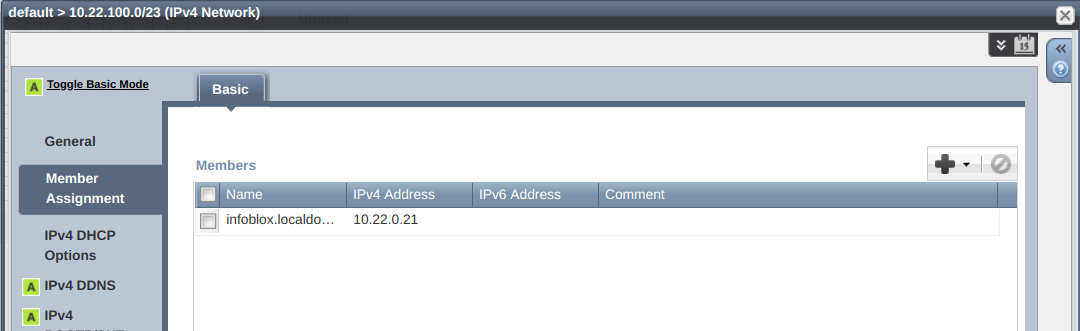 default > 10.22.100.0/23 (IPv4 Network)
15
A Toggle Basic Mode
Basic
General
Member
Assignment
IPv4 DHCP
Options
A IPv4 DDNS
A IPv4
Members
Name IPv4 Address IPv6 Address Comment
infoblox.localdo... 10.22.0.21